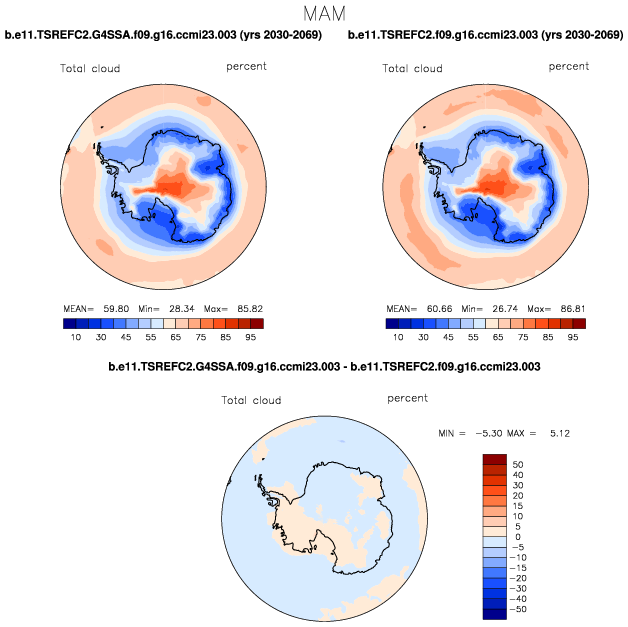 MAM
b.e11.TSREFC2.G4SSA.f09.g16.ccmi23.003 (yrs 2030-2069) b.e11.TSREFC2.f09.g16.ccmi23.003 (yrs 2030-2069)
Total cloud percent Total cloud percent
MEAN= 59.80 Min= 28.34 Max= 85.82 MEAN= 60.66 Min= 26.74 Max= 86.81
10 30 45 55 65 75 85 95 10 30 45 55 65 75 85 95
b.e11.TSREFC2.G4SSA.f09.g16.ccmi23.003 - b.e11.TSREFC2.f09.g16.ccmi23.003
Total cloud percent
MIN = -5.30 MAX = 5.12
50
40
30
20
15
10
5
0
-5
-10
-15
-20
-30
-40
-50